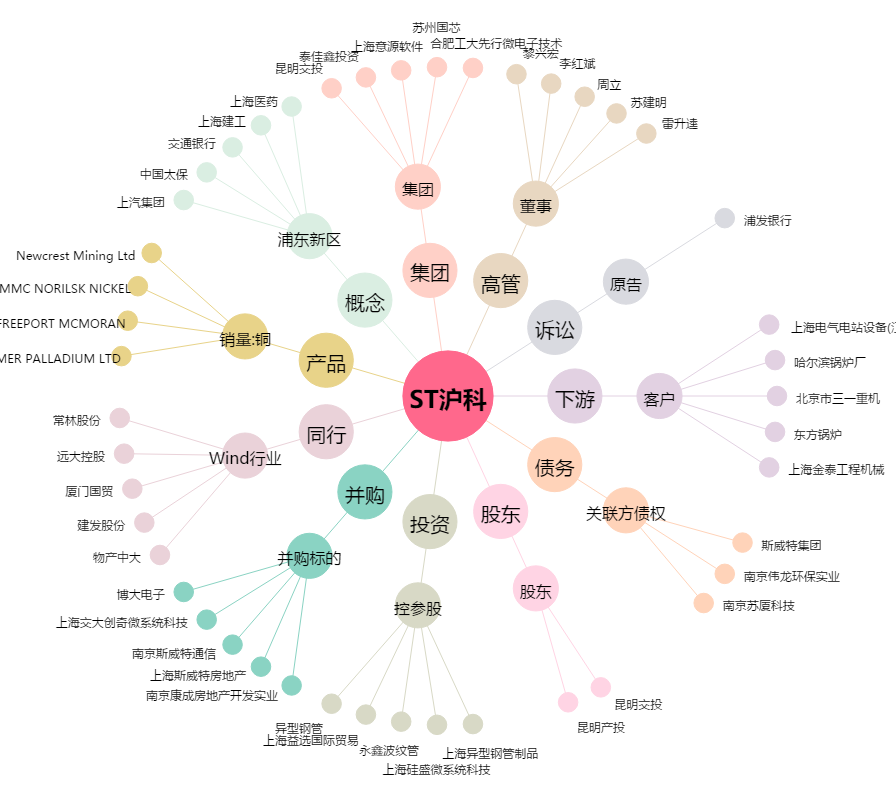 苏州国芯
上海意源软件
合肥工大先行微电子技术
泰佳鑫投资
昆明交投
黎兴宏
李红斌
周立
苏建明
雷升逵
上海医药
上海建工
交通银行
中国太保
上汽集团
集团
董事
浦东新区
浦发银行
Newcrest Mining Ltd
MMC NORILSK NICKEL
FREEPORT MCMORAN
MER PALLADIUM LTD
销量:铜
产品
概念
集团
高管
诉讼
原告
上海电气电站设备(
哈尔滨锅炉厂
北京市三一重机
东方锅炉
上海金泰工程机械
ST沪科
下游
客户
常林股份
远大控股
厦门国贸
建发股份
物产中大
Wind行业
同行
并购
投资
股东
债务
关联方债权
斯威特集团
南京伟龙环保实业
南京苏厦科技
并购标的
博大电子
上海交大创奇微系统科技
南京斯威特通信
上海斯威特房地产
南京康成房地产开发实业
控参股
股东
异型钢管
上海益选国际贸易
永鑫波纹管
上海硅盛微系统科技
上海异型钢管制品
昆明交投
昆明产投